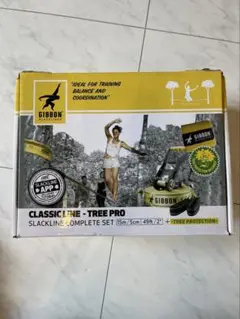 GIBBON
SLACKLINES
"IDEAL FOR TRAINING
BALANCE AND
COORDINATION"
GIBBON
SLACKLINE
APP
GIBBON
CLASSIC LINE - TREE PRO
SLACKLINE COMPLETE SET
15m/5cm
49ft/2"
+ TREE PROTECTION